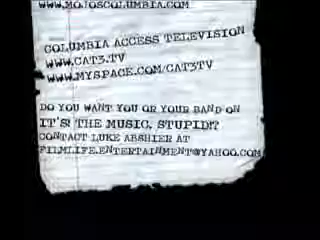 WWW.MOJOSCOLUMBIA.COM
COLUMBIA ACCESS TELEVISION
WWW.CAT3.TV
WWW.MYSPACE.COM/CAT3TV
DO YOU WANT YOU OR YOUR BAND ON
IT'S! THE MUSIC, STUPID!?
CONTACT LUKE ABSHIER AT
FILMLIFE.ENTERTAINMENT@YAHOO.COM